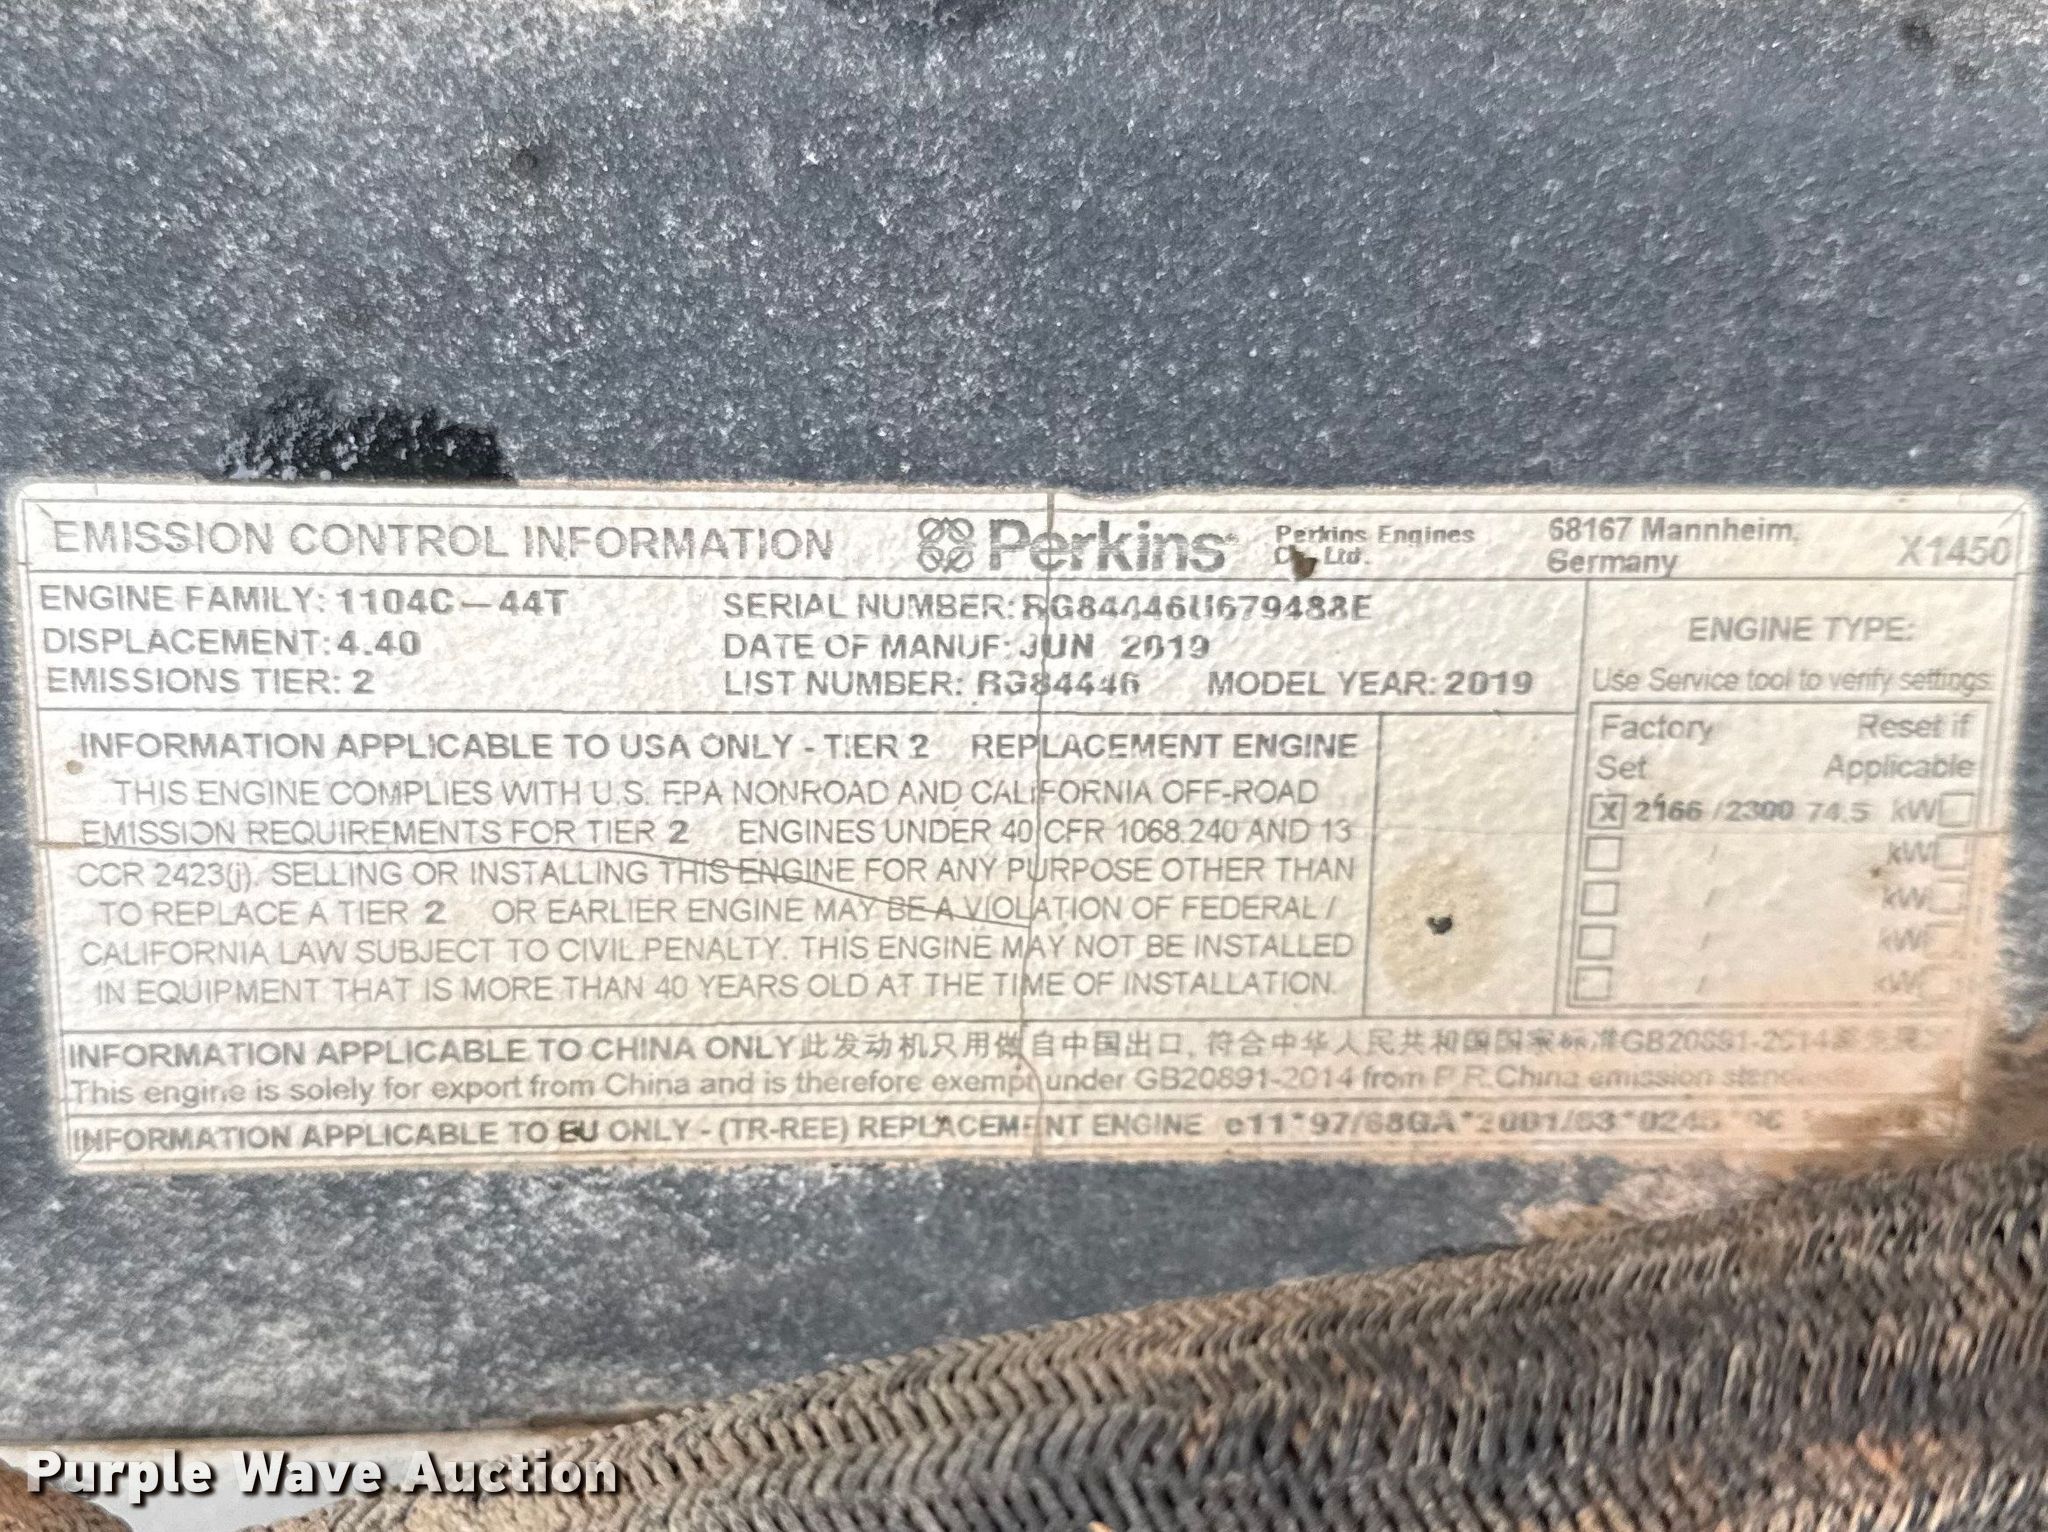 EMISSION CONTROL INFORMATION
Perkins
Perkins Engines
Co. Ltd.
68167 Mannheim,
Germany
X1450
ENGINE FAMILY: 1104C-44T
SERIAL NUMBER: RG84446U679488E
DISPLACEMENT: 4.40
DATE OF MANUF: JUN 2019
EMISSIONS TIER: 2
LIST NUMBER: RG84446 MODEL YEAR: 2019
ENGINE TYPE:
Use Service tool to verify settings
Factory Set
Reset if Applicable
X 2166 /2300 74.5 kW
/ kW
/ kW
/ kW
/ kW
INFORMATION APPLICABLE TO USA ONLY - TIER 2 REPLACEMENT ENGINE
THIS ENGINE COMPLIES WITH U.S. EPA NONROAD AND CALIFORNIA OFF-ROAD
EMISSION REQUIREMENTS FOR TIER 2 ENGINES UNDER 40 CFR 1068.240 AND 13
CCR 2423(j). SELLING OR INSTALLING THIS ENGINE FOR ANY PURPOSE OTHER THAN
TO REPLACE A TIER 2 OR EARLIER ENGINE MAY BE A VIOLATION OF FEDERAL /
CALIFORNIA LAW SUBJECT TO CIVIL PENALTY. THIS ENGINE MAY NOT BE INSTALLED
IN EQUIPMENT THAT IS MORE THAN 40 YEARS OLD AT THE TIME OF INSTALLATION.
INFORMATION APPLICABLE TO CHINA ONLY 此发动机只用做自中国出口, 符合中华人民共和国国家标准GB20891-2014
This engine is solely for export from China and is therefore exempt under GB20891-2014 from P.R.China emission
INFORMATION APPLICABLE TO EU ONLY - (TR-REE) REPLACEMENT ENGINE
Purple Wave Auction